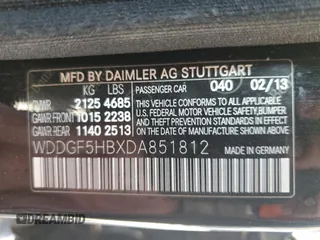 MFD BY DAIMLER AG STUTTGART
KG LBS PASSENGER CAR 040 02/13
GVWR 2125 4685 THIS VEHICLE CONFORMS TO ALL APPLICABLE
GAWR FRONT 1015 2238 U.S. FEDERAL MOTOR VEHICLE SAFETY, BUMPER,
GAWR REAR 1140 2513 AND THEFT PREVENTION STANDARDS IN EFFECT ON THE DATE OF MANUFACTURE SHOWN ABOVE.
WDDGF5HBXDA851812
MADE IN GERMANY
DREAMBID